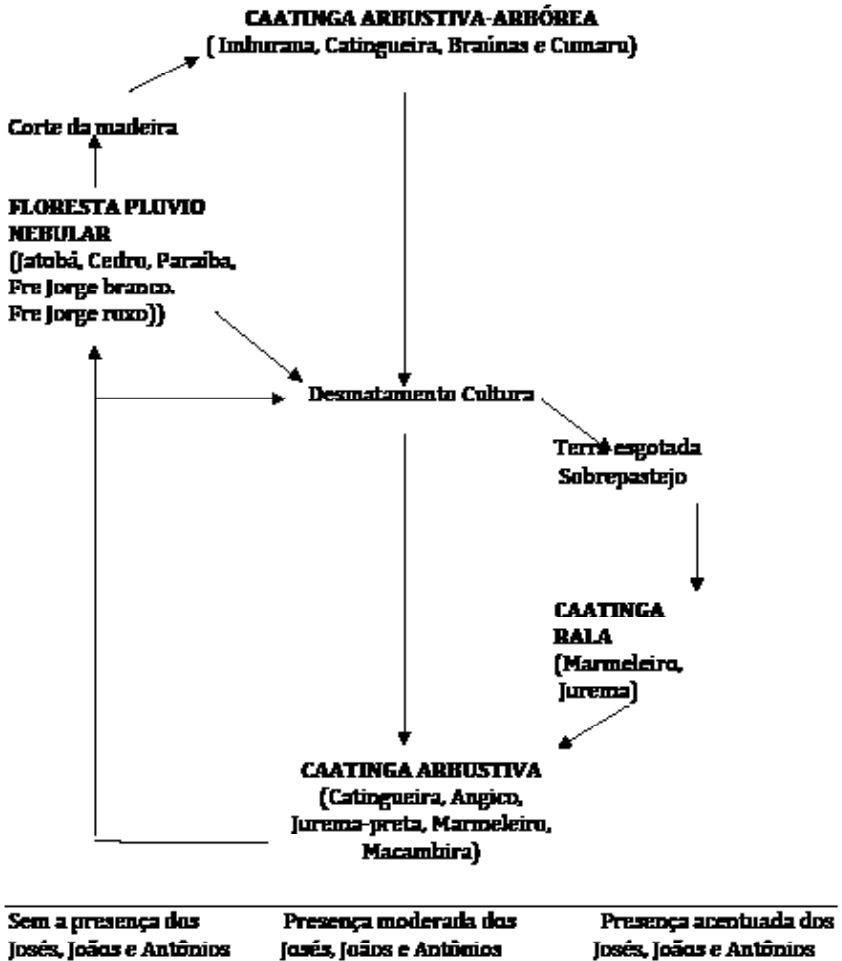 CAATINGA ARBUSTIVA-ARBÓREA
( Imburana, Catingueira, Braúnas e Cumaru)
Corte da madeira
FLORESTA PLUVIO
NEBULAR
(Jatobá, Cedro, Paraíba,
Fre Jorge branco.
Fre Jorge roxo))
Desmatamento Cultura
Terra esgotada
Sobrepastejo
CAATINGA
RALA
(Marmeleiro,
Jurema)
CAATINGA ARBUSTIVA
(Catingueira, Angico,
Jurema-preta, Marmeleiro,
Macambira)
Sem a presença dos
Josés, Joãos e Antônios
Presença moderada dos
Josés, Joãos e Antônios
Presença acentuada dos
Josés, Joãos e Antônios